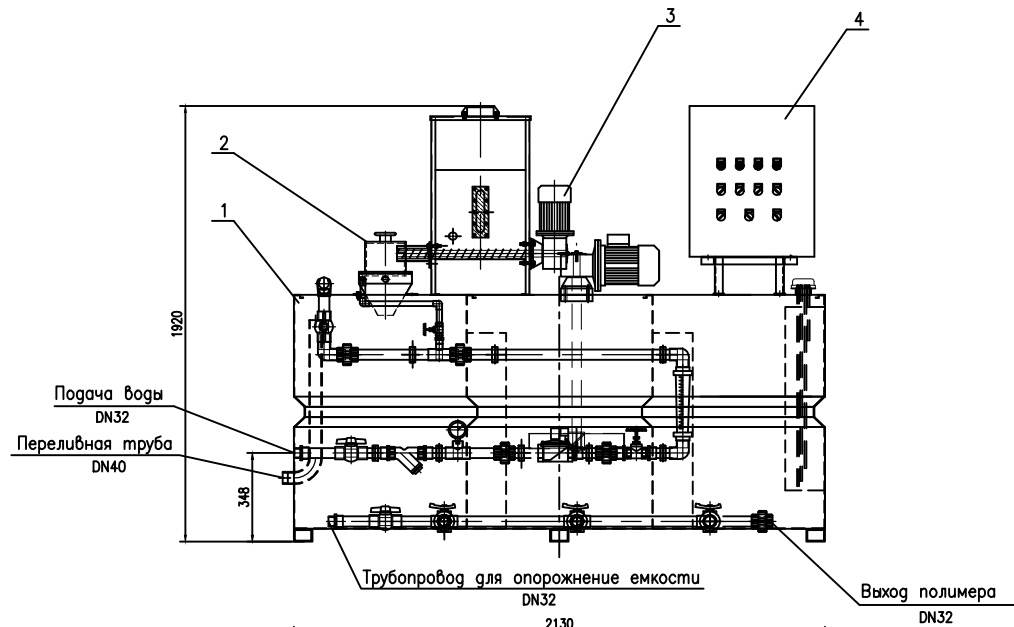 3
4
2
1
1920
Подача воды
DN32
Переливная труба
DN40
348
Трубопровод для опорожнение емкости
DN32
Выход полимера
DN32
2130